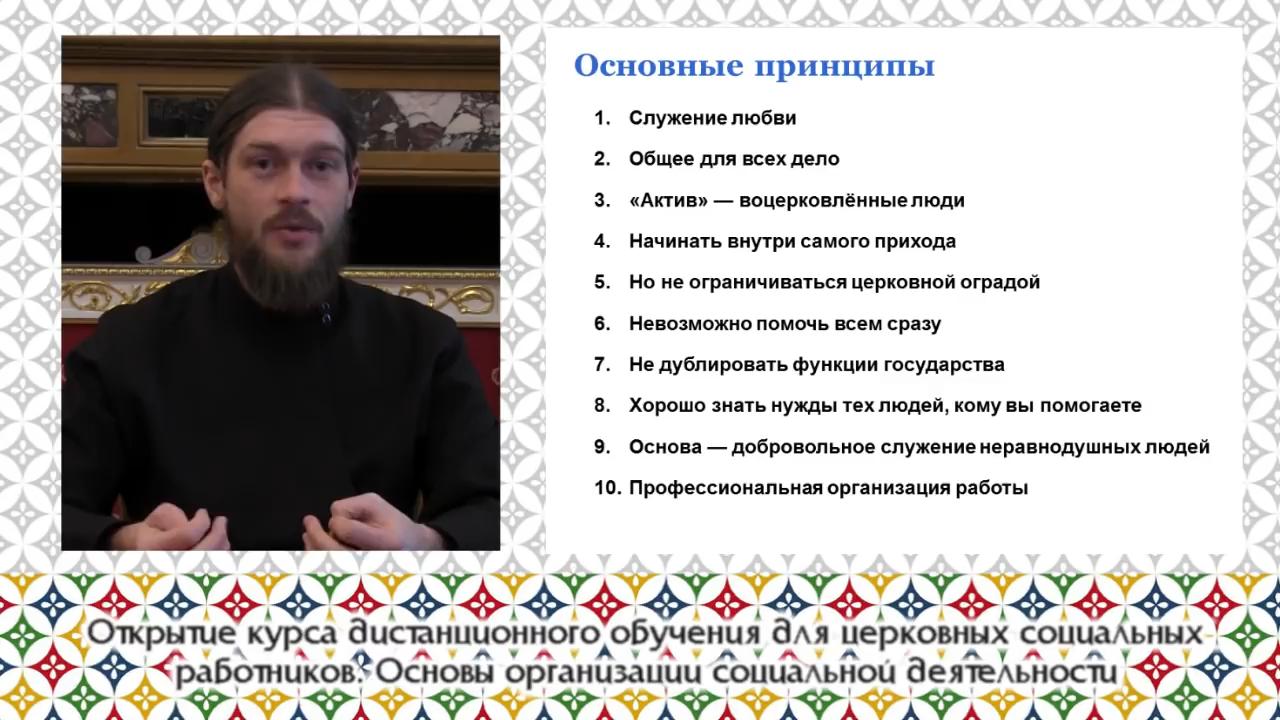 Основные принципы
1. Служение любви
2. Общее для всех дело
3. «Актив» — воцерковлённые люди
4. Начинать внутри самого прихода
5. Но не ограничиваться церковной оградой
6. Невозможно помочь всем сразу
7. Не дублировать функции государства
8. Хорошо знать нужды тех людей, кому вы помогаете
9. Основа — добровольное служение неравнодушных людей
10. Профессиональная организация работы
Открытие курса дистанционного обучения для церковных социальных
работников. Основы организации социальной деятельности